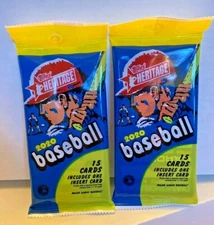 HERITAGE
2020
baseball
15
CARDS
INCLUDES ONE
INSERT CARD
HERITAGE
2020
baseball
15
CARDS
INCLUDES ONE
INSERT CARD